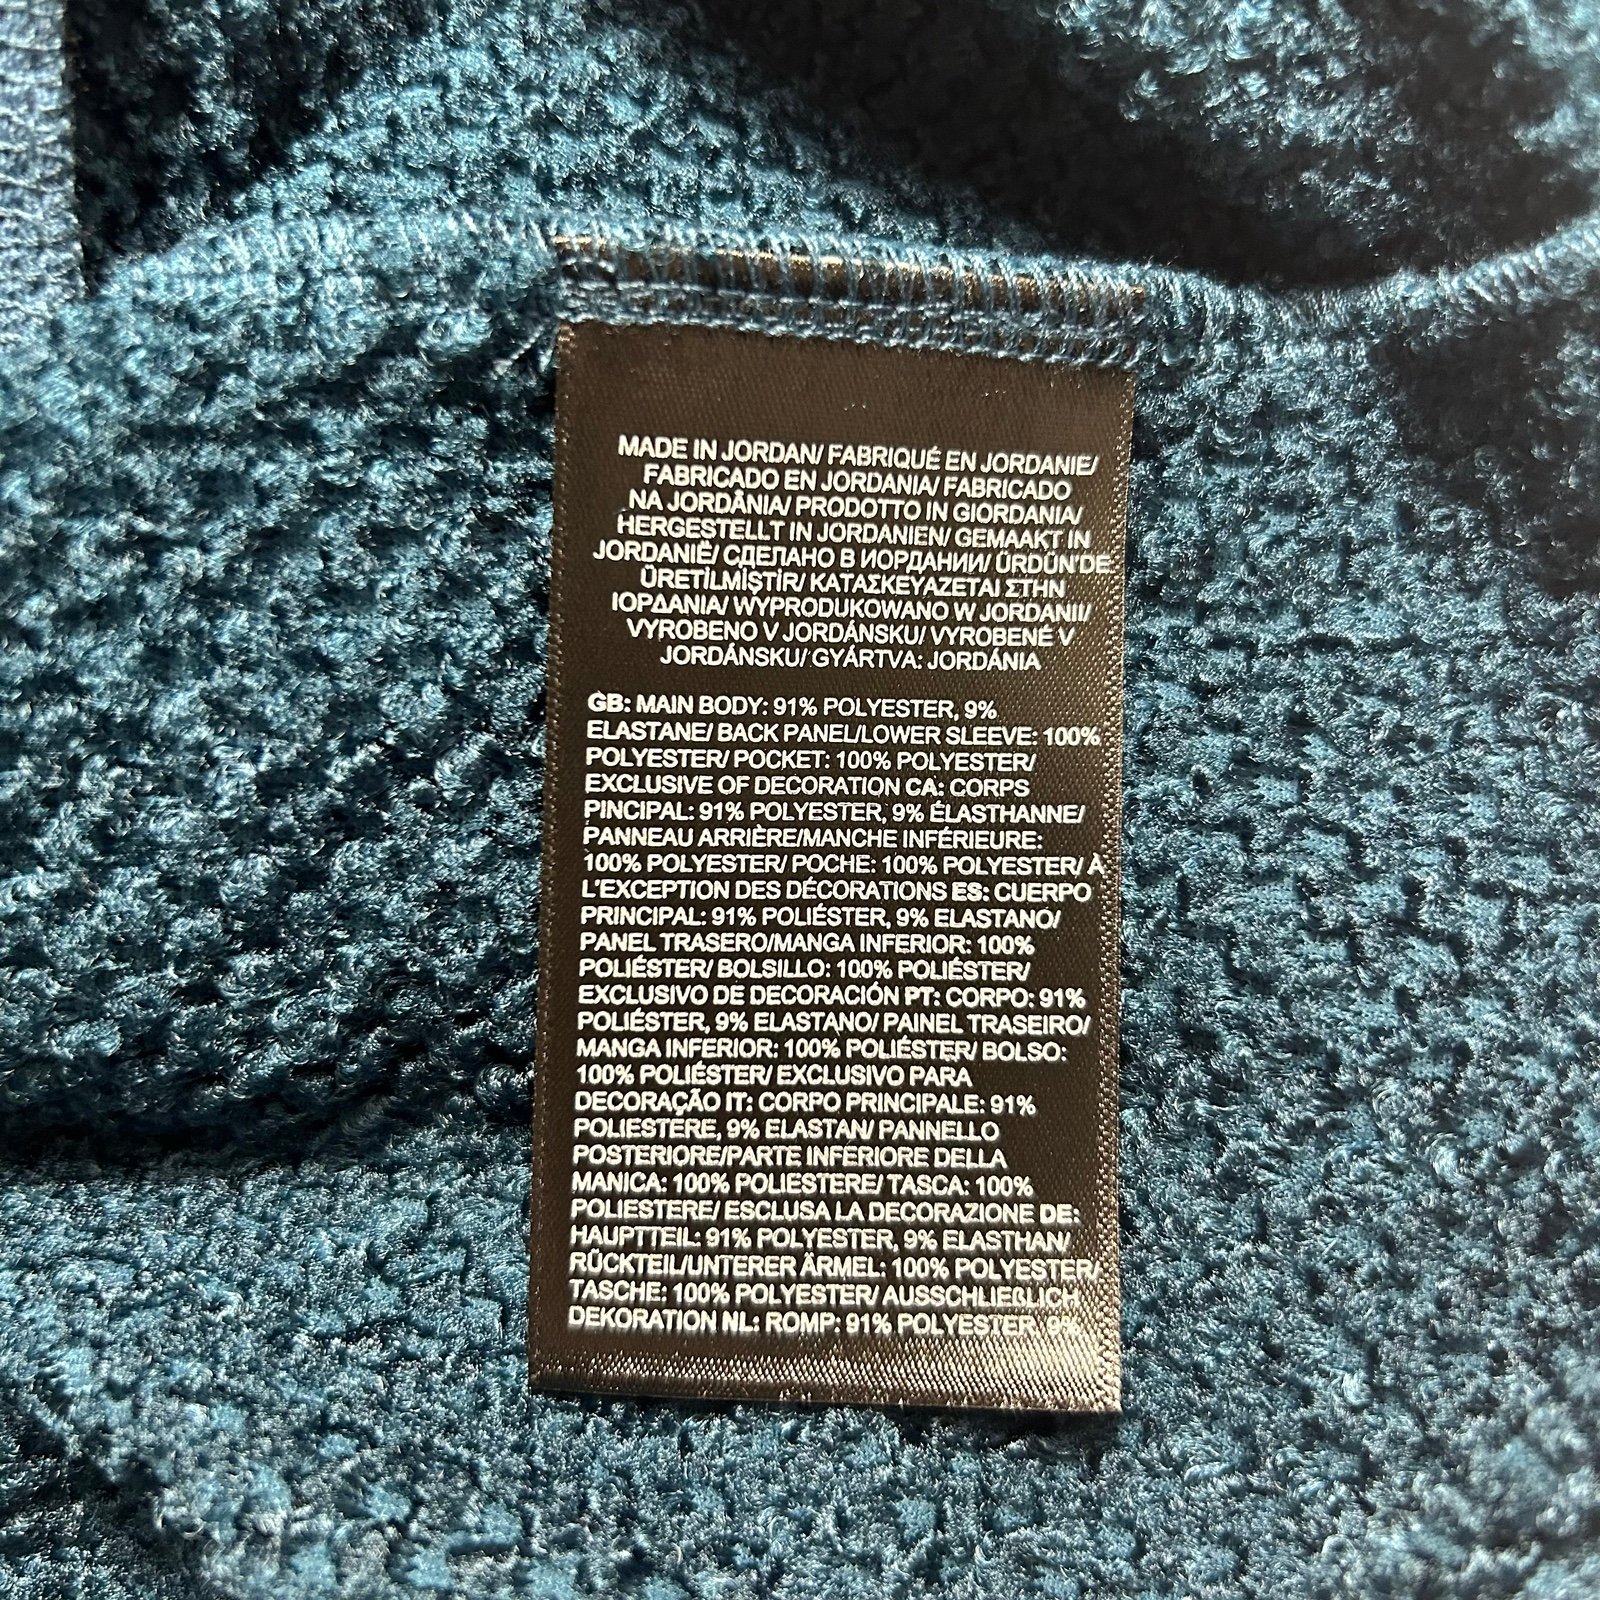 MADE IN JORDAN/ FABRIQUÉ EN JORDANIE/
FABRICADO EN JORDANIA/ FABRICADO
NA JORDÂNIA/ PRODOTTO IN GIORDANIA/
HERGESTELLT IN JORDANIEN/ GEMAAKT IN
JORDANIË/ СДЕЛАНО В ИОРДАНИИ/ ÜRDÜN'DE
ÜRETİLMİŞTİR/ ΚΑΤΑΣΚΕΥΑΖΕΤΑΙ ΣΤΗΝ
ΙΟΡΔΑΝΙΑ/ WYPRODUKOWANO W JORDANII/
VYROBENO V JORDÁNSKU/ VYROBENÉ V
JORDÁNSKU/ GYÁRTVA: JORDÁNIA
GB: MAIN BODY: 91% POLYESTER, 9%
ELASTANE/ BACK PANEL/LOWER SLEEVE: 100%
POLYESTER/ POCKET: 100% POLYESTER/
EXCLUSIVE OF DECORATION CA: CORPS
PINCIPAL: 91% POLYESTER, 9% ÉLASTHANNE/
PANNEAU ARRIÈRE/MANCHE INFÉRIEURE:
100% POLYESTER/ POCHE: 100% POLYESTER/ À
L'EXCEPTION DES DÉCORATIONS ES: CUERPO
PRINCIPAL: 91% POLIÉSTER, 9% ELASTANO/
PANEL TRASERO/MANGA INFERIOR: 100%
POLIÉSTER/ BOLSILLO: 100% POLIÉSTER/
EXCLUSIVO DE DECORACIÓN PT: CORPO: 91%
POLIÉSTER, 9% ELASTANO/ PAINEL TRASEIRO/
MANGA INFERIOR: 100% POLIÉSTER/ BOLSO:
100% POLIÉSTER/ EXCLUSIVO PARA
DECORAÇÃO IT: CORPO PRINCIPALE: 91%
POLIESTERE, 9% ELASTAN/ PANNELLO
POSTERIORE/PARTE INFERIORE DELLA
MANICA: 100% POLIESTERE/ TASCA: 100%
POLIESTERE/ ESCLUSA LA DECORAZIONE DE:
HAUPTTEIL: 91% POLYESTER, 9% ELASTHAN/
RÜCKTEIL/UNTERER ÄRMEL: 100% POLYESTER/
TASCHE: 100% POLYESTER/ AUSSCHLIEßLICH
DEKORATION NL: ROMP: 91% POLYESTER, 9%